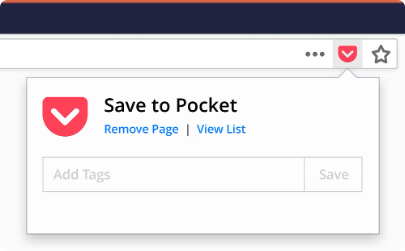 Save to Pocket
Remove Page | View List
Add Tags Save